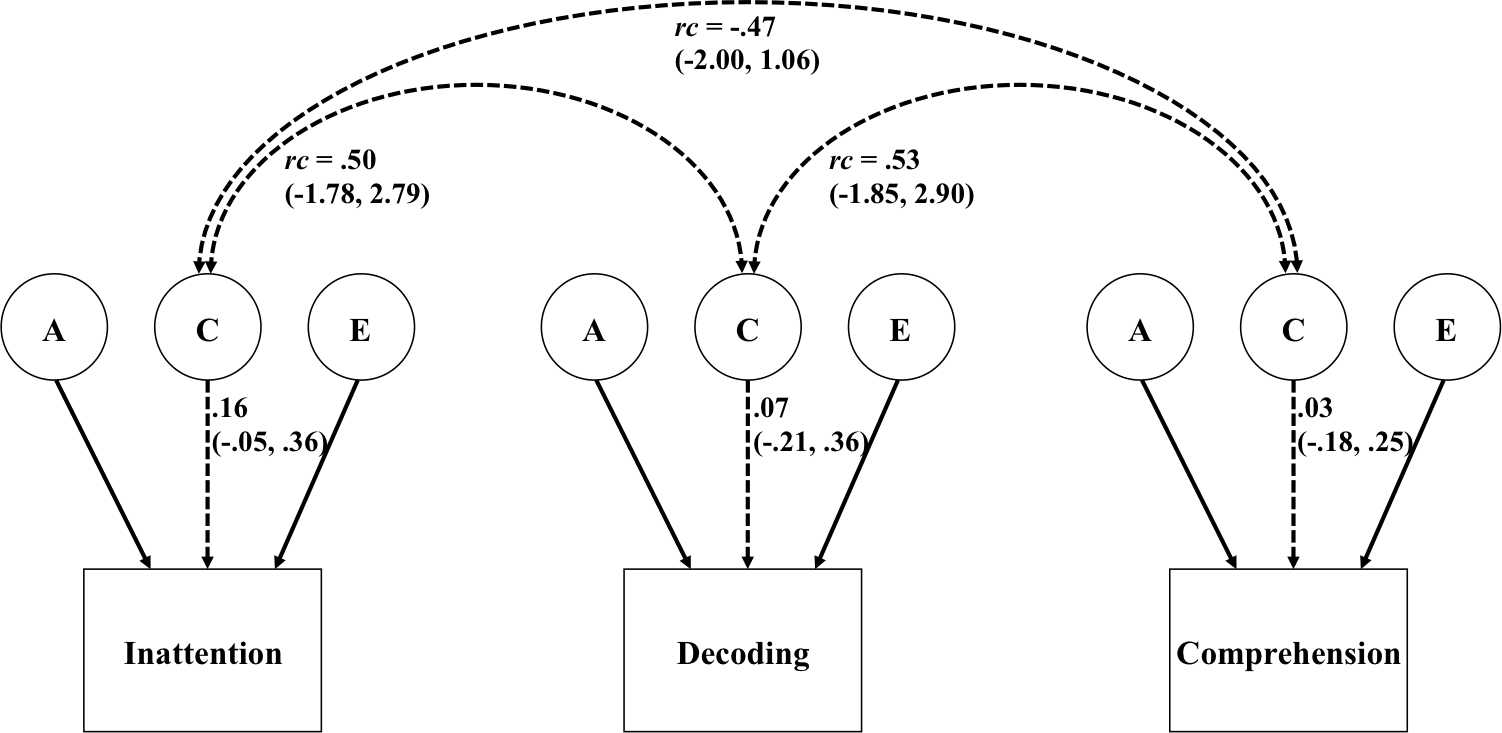 rc = -.47
(-2.00, 1.06)
rc = .50
(-1.78, 2.79)
rc = .53
(-1.85, 2.90)
A
C
E
A
C
E
A
C
E
.16
(-.05, .36)
.07
(-.21, .36)
.03
(-.18, .25)
Inattention
Decoding
Comprehension